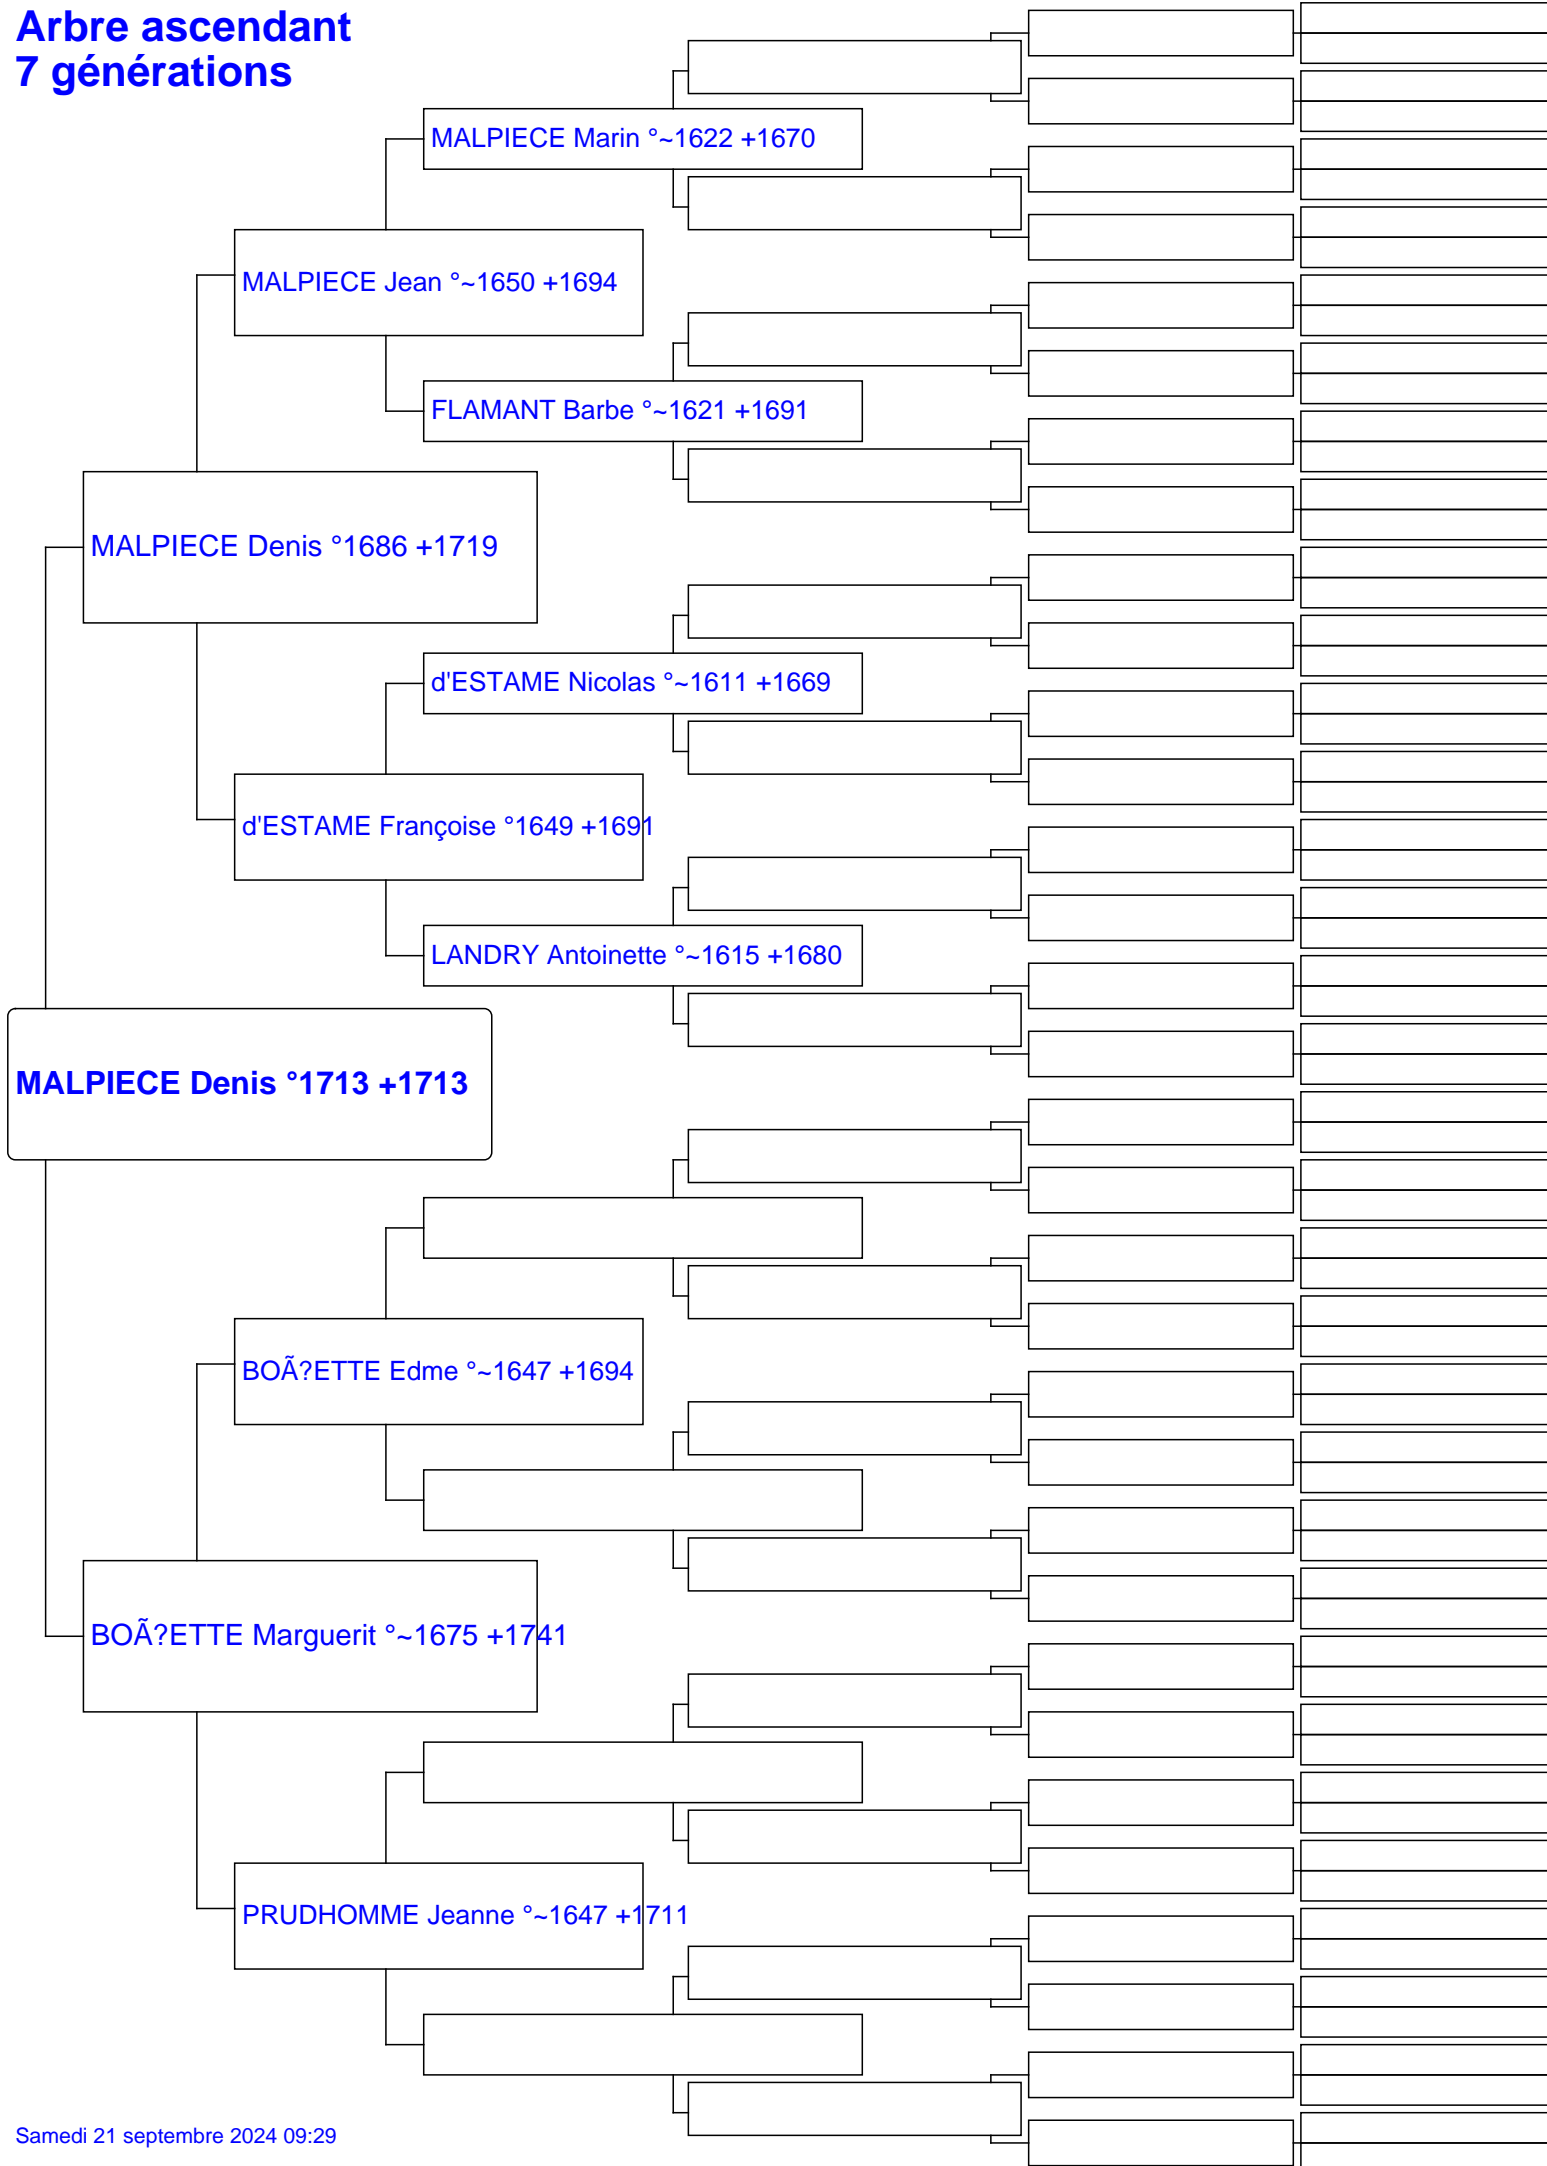 Arbre ascendant
7 générations
MALPIECE Marin °~1622 +1670
MALPIECE Jean °~1650 +1694
FLAMANT Barbe °~1621 +1691
MALPIECE Denis °1686 +1719
d'ESTAME Nicolas °~1611 +1669
d'ESTAME Françoise °1649 +1691
LANDRY Antoinette °~1615 +1680
MALPIECE Denis °1713 +1713
BOÃ?ETTE Edme °~1647 +1694
BOÃ?ETTE Marguerit °~1675 +1741
PRUDHOMME Jeanne °~1647 +1711
Samedi 21 septembre 2024 09:29